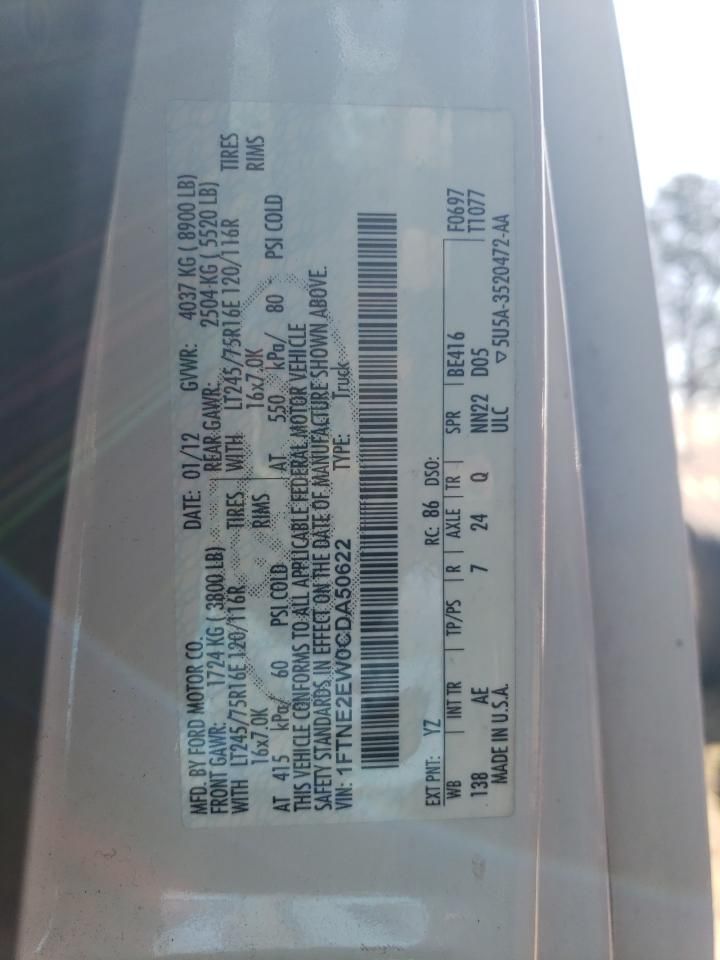 MFD. BY FORD MOTOR CO. DATE: 01/12 GVWR: 4037 KG ( 8900 LB)
FRONT GAWR: 1724 KG ( 3800 LB) REAR GAWR: 2504 KG ( 5520 LB)
WITH LT245/75R16E 120/116R TIRES WITH LT245/75R16E 120/116R TIRES
16x7.0K RIMS 16x7.0K RIMS
AT 415 kPa/ 60 PSI COLD AT 550 kPa/ 80 PSI COLD
THIS VEHICLE CONFORMS TO ALL APPLICABLE FEDERAL MOTOR VEHICLE
SAFETY STANDARDS IN EFFECT ON THE DATE OF MANUFACTURE SHOWN ABOVE.
VIN: 1FTNE2EW0CDA50622 TYPE: Truck
EXT PNT: YZ RC: 86 DSO: F0697
WB INT TR TP/PS R AXLE TR SPR BE416 T1077
138 AE 7 24 Q NN22 D05
MADE IN U.S.A. ULC ▽5U5A-3520472-AA